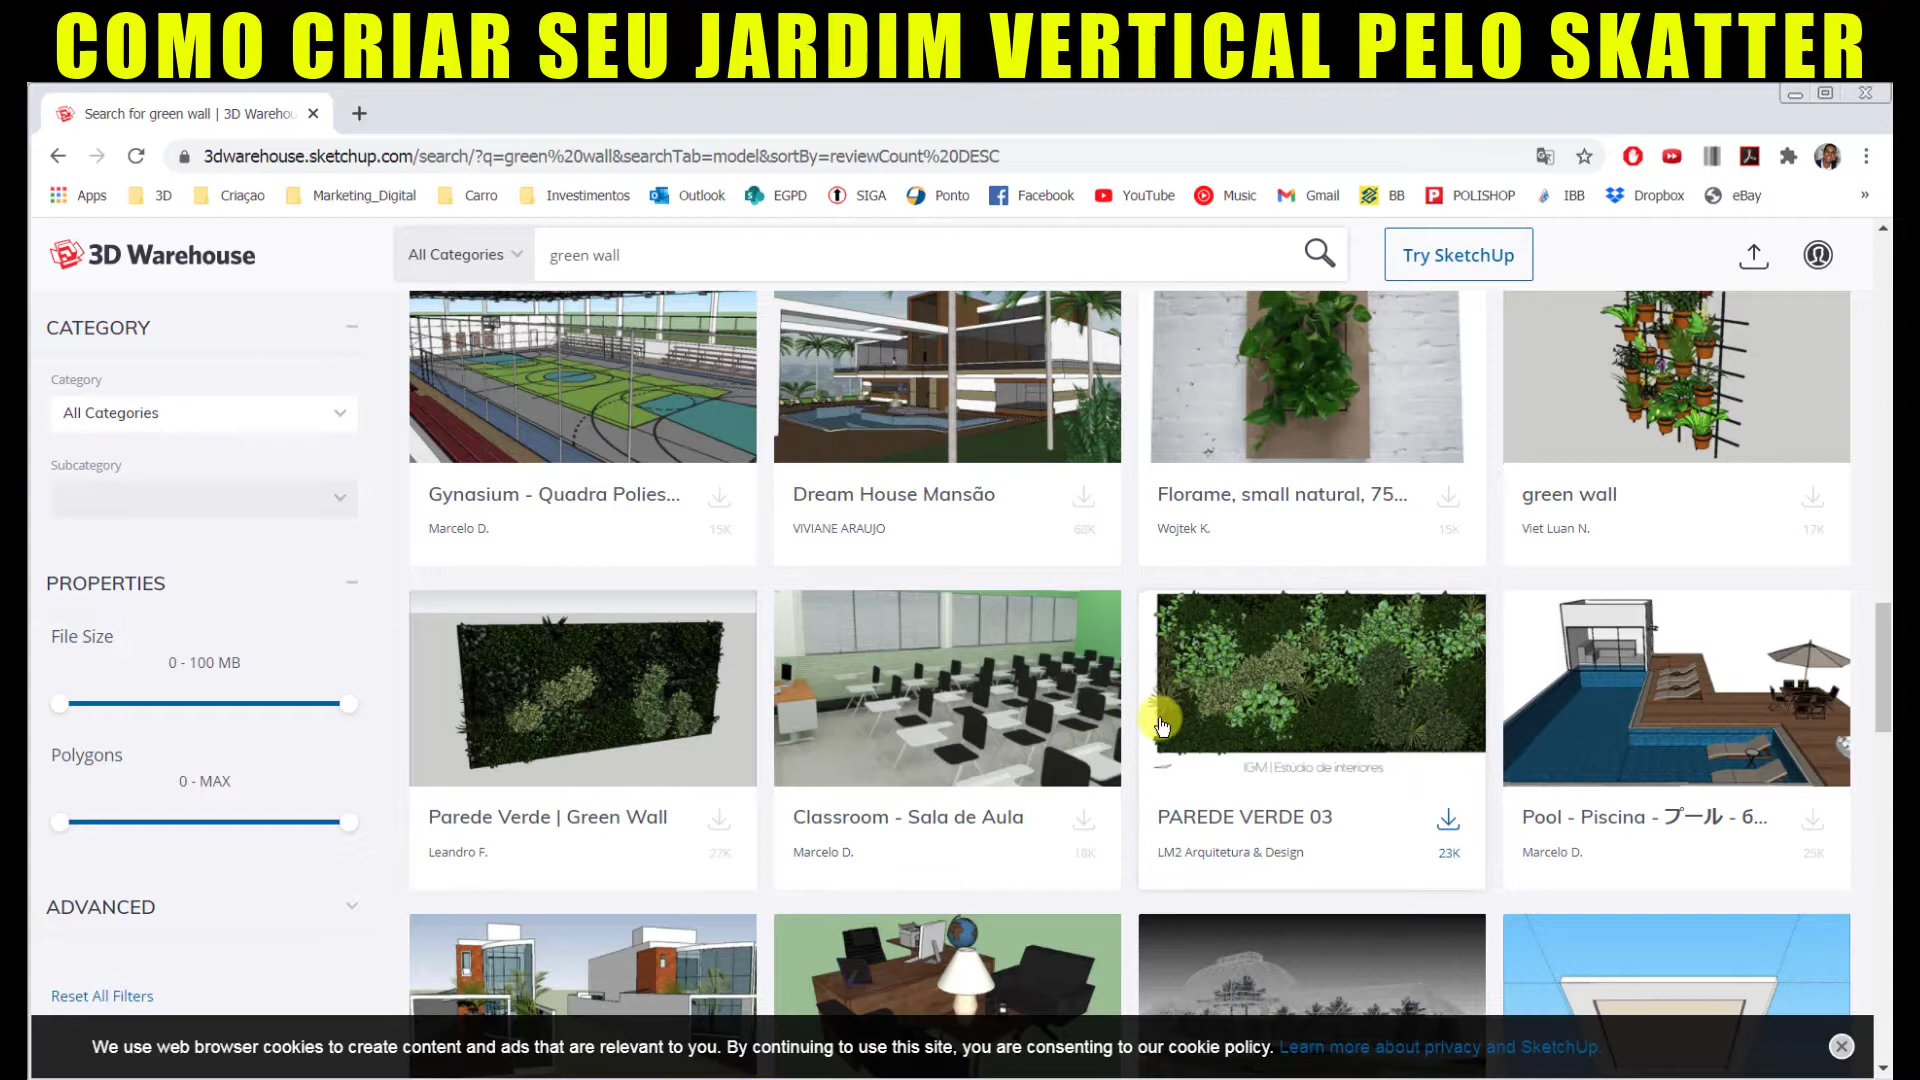 COMO CRIAR SEU JARDIM VERTICAL PELO SKATTER
Search for green wall | 3D Warehou
3dwarehouse.sketchup.com/search/?q=green%20wall&searchTab=model&sortBy=reviewCount%20DESC
Apps 3D Criaçao Marketing_Digital Carro Investimentos Outlook EGPD SIGA Ponto Facebook YouTube Music Gmail BB POLISHOP IBB Dropbox eBay »
3D Warehouse
All Categories
green wall
Try SketchUp
CATEGORY
Category
All Categories
Subcategory
PROPERTIES
File Size
0 - 100 MB
Polygons
0 - MAX
ADVANCED
Reset All Filters
Gynasium - Quadra Polies...
Marcelo D.
15K
Dream House Mansão
VIVIANE ARAUJO
68K
Florame, small natural, 75...
Wojtek K.
15K
green wall
Viet Luan N.
17K
Parede Verde | Green Wall
Leandro F.
27K
Classroom - Sala de Aula
Marcelo D.
18K
IGM | Estúdio de interiores
PAREDE VERDE 03
LM2 Arquitetura & Design
23K
Pool - Piscina - プール - б...
Marcelo D.
25K
We use web browser cookies to create content and ads that are relevant to you. By continuing to use this site, you are consenting to our cookie policy. Learn more about privacy and SketchUp